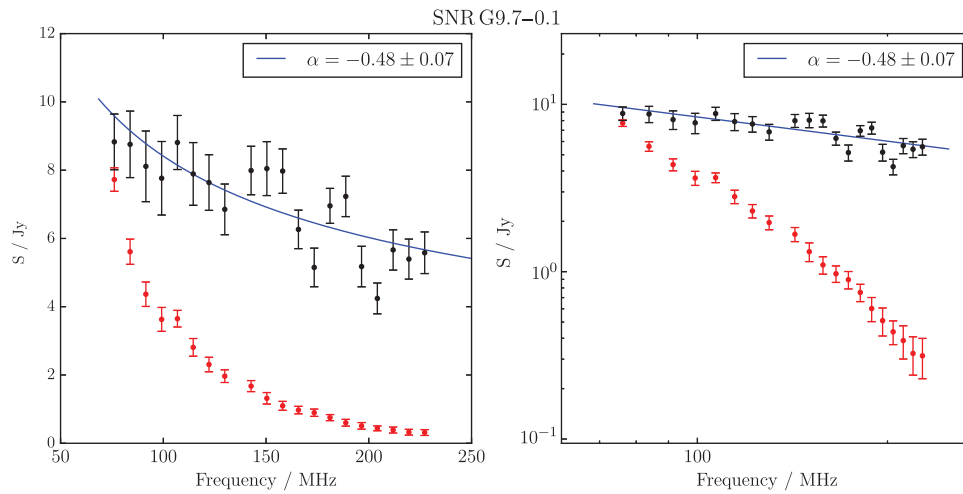 SNR G9.7–0.1
α = −0.48 ± 0.07
12
10
8
6
4
2
0
S / Jy
50
100
150
200
250
Frequency / MHz
α = −0.48 ± 0.07
10¹
10⁰
10⁻¹
S / Jy
100
Frequency / MHz